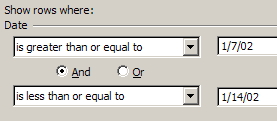 Show rows where:
Date
is greater than or equal to 1/7/02
And Or
is less than or equal to 1/14/02